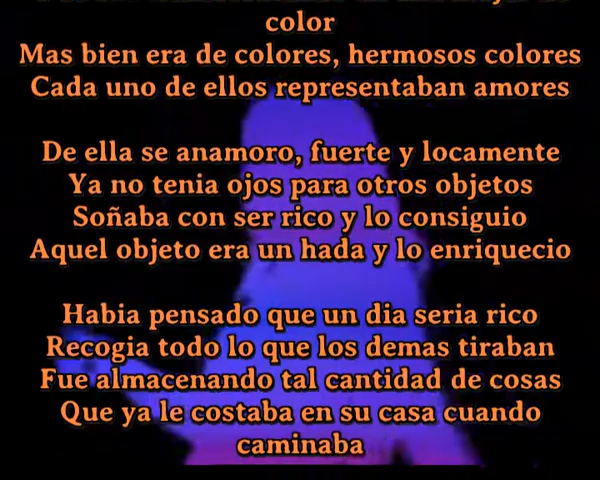 color
Mas bien era de colores, hermosos colores
Cada uno de ellos representaban amores
De ella se anamoro, fuerte y locamente
Ya no tenia ojos para otros objetos
Soñaba con ser rico y lo consiguio
Aquel objeto era un hada y lo enriquecio
Habia pensado que un dia seria rico
Recogia todo lo que los demas tiraban
Fue almacenando tal cantidad de cosas
Que ya le costaba en su casa cuando
caminaba